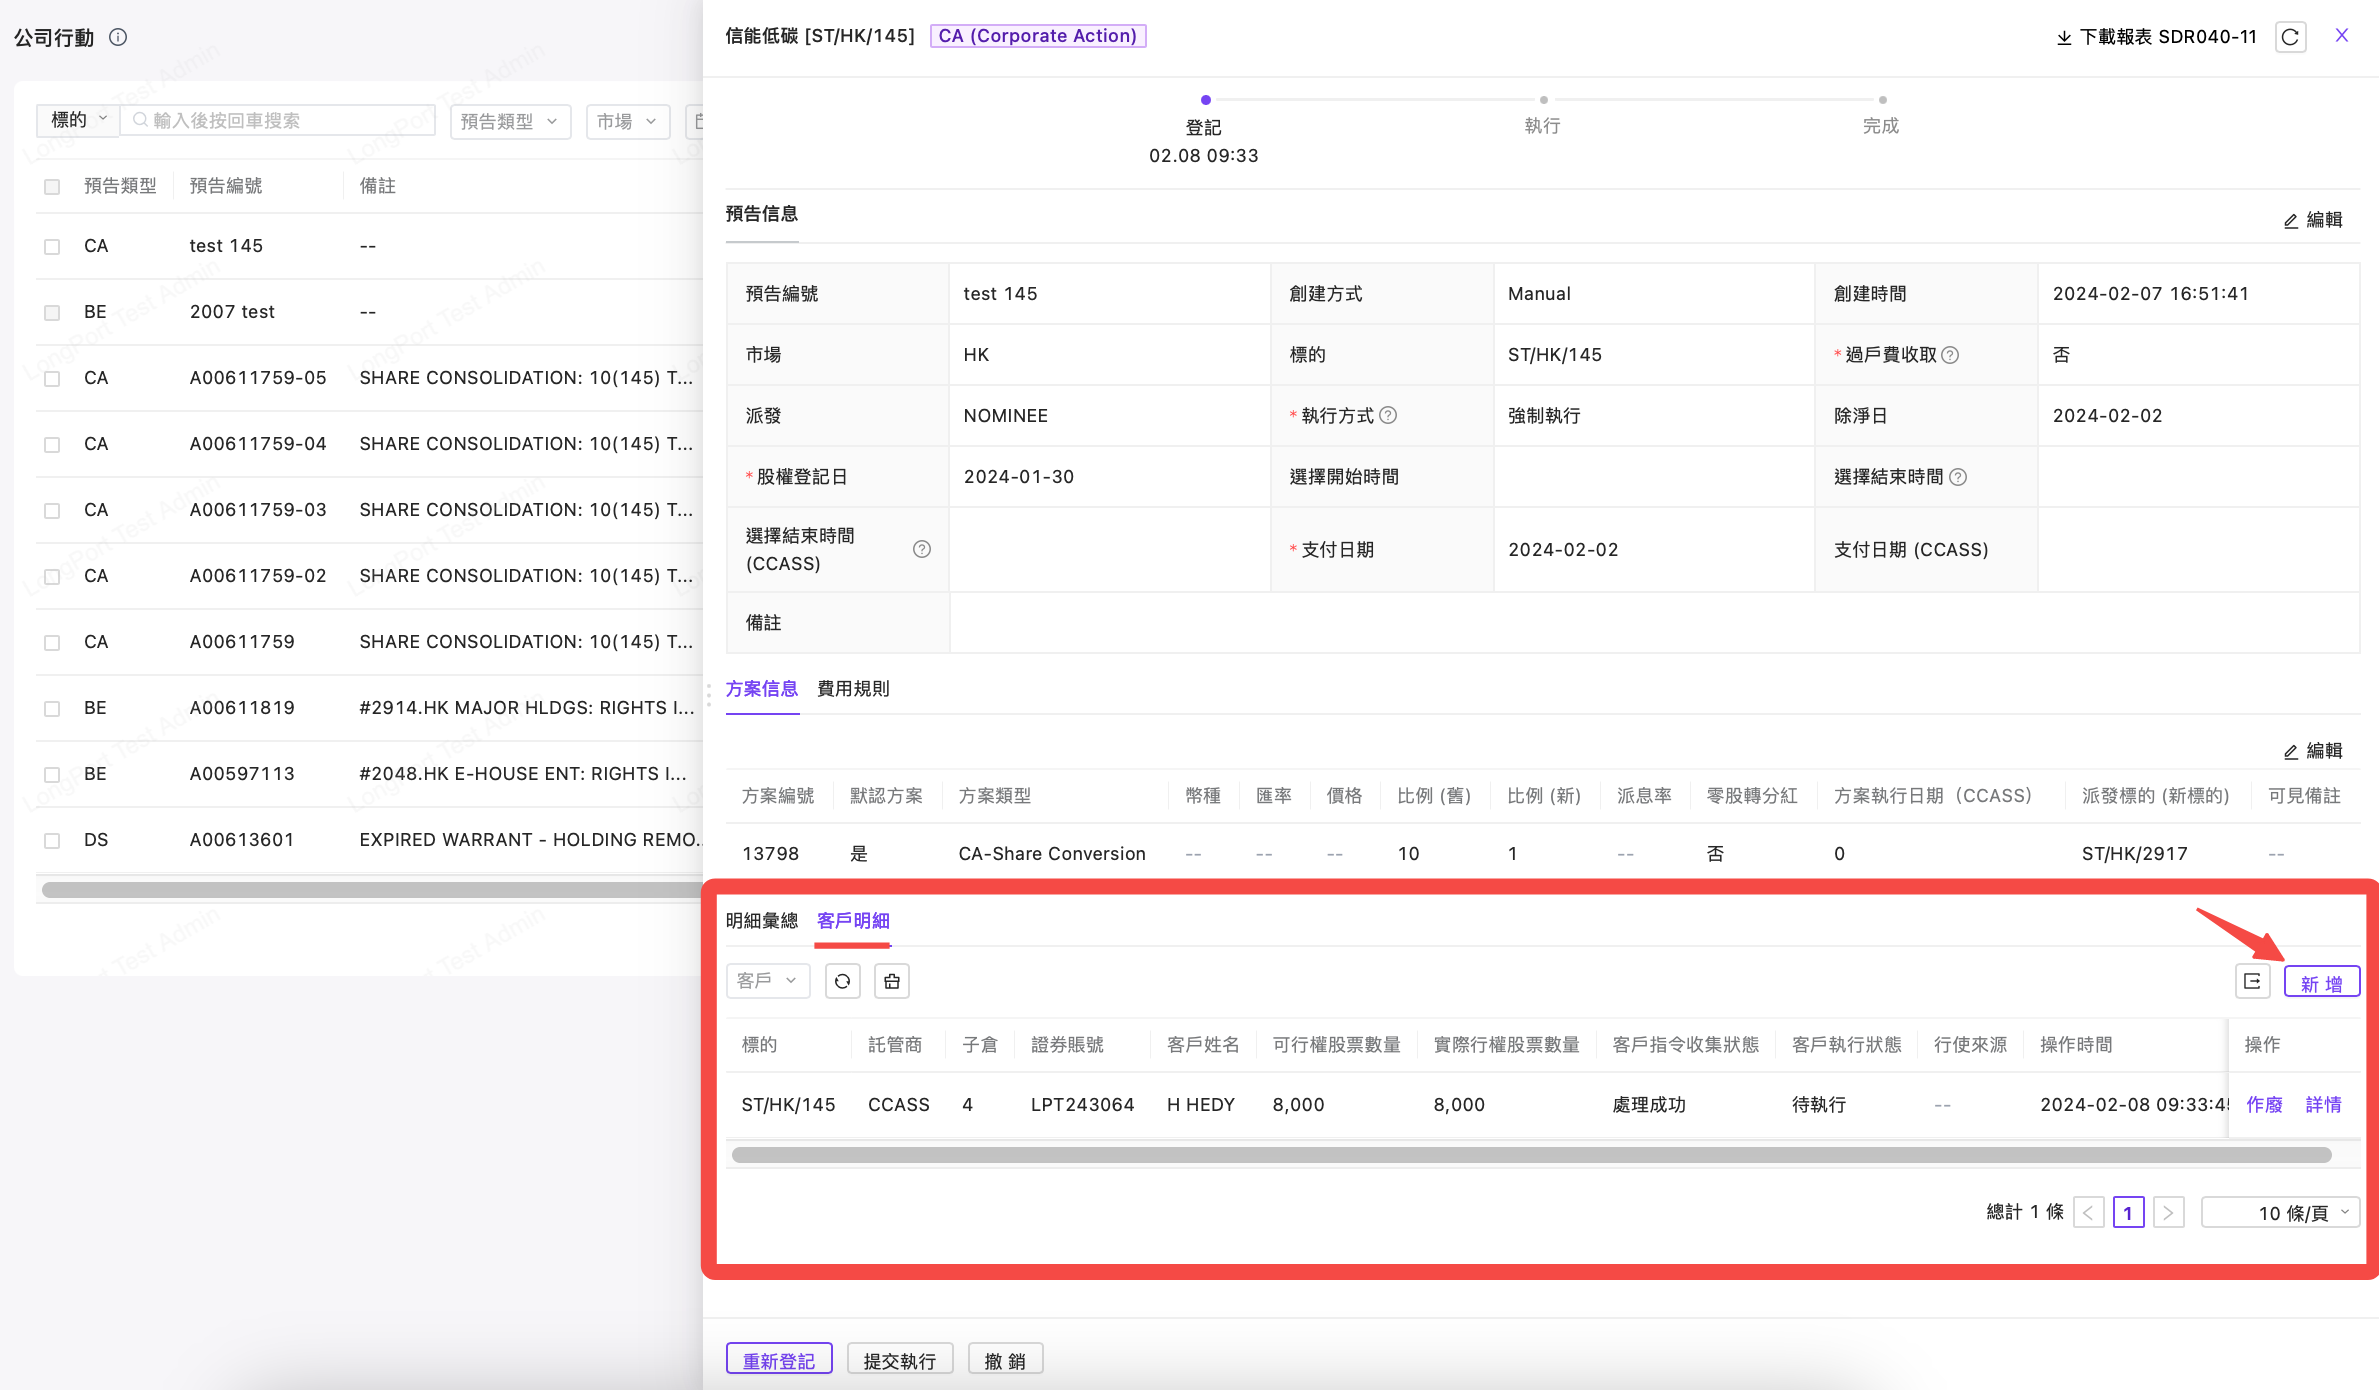 公司行動
標的 輸入後按回車搜索 預告類型 市場
預告類型 預告編號 備註
CA test 145 --
BE 2007 test --
CA A00611759-05 SHARE CONSOLIDATION: 10(145) T...
CA A00611759-04 SHARE CONSOLIDATION: 10(145) T...
CA A00611759-03 SHARE CONSOLIDATION: 10(145) T...
CA A00611759-02 SHARE CONSOLIDATION: 10(145) T...
CA A00611759 SHARE CONSOLIDATION: 10(145) T...
BE A00611819 #2914.HK MAJOR HLDGS: RIGHTS I...
BE A00597113 #2048.HK E-HOUSE ENT: RIGHTS I...
DS A00613601 EXPIRED WARRANT - HOLDING REMO...
LongPort Test Admin
信能低碳 [ST/HK/145] CA (Corporate Action) 下載報表 SDR040-11
登記 執行 完成
02.08 09:33
預告信息 編輯
預告編號 test 145 創建方式 Manual 創建時間 2024-02-07 16:51:41
市場 HK 標的 ST/HK/145 *過戶費收取 否
派發 NOMINEE *執行方式 強制執行 除淨日 2024-02-02
*股權登記日 2024-01-30 選擇開始時間 選擇結束時間
選擇結束時間 (CCASS) *支付日期 2024-02-02 支付日期 (CCASS)
備註
方案信息 費用規則
編輯
方案編號 默認方案 方案類型 幣種 匯率 價格 比例 (舊) 比例 (新) 派息率 零股轉分紅 方案執行日期（CCASS） 派發標的 (新標的) 可見備註
13798 是 CA-Share Conversion -- -- -- 10 1 -- 否 0 ST/HK/2917 --
明細彙總 客戶明細
客戶 新 增
標的 託管商 子倉 證券賬號 客戶姓名 可行權股票數量 實際行權股票數量 客戶指令收集狀態 客戶執行狀態 行使來源 操作時間 操作
ST/HK/145 CCASS 4 LPT243064 H HEDY 8,000 8,000 處理成功 待執行 -- 2024-02-08 09:33:45 作廢 詳情
總計 1 條 1 10 條/頁
重新登記 提交執行 撤 銷